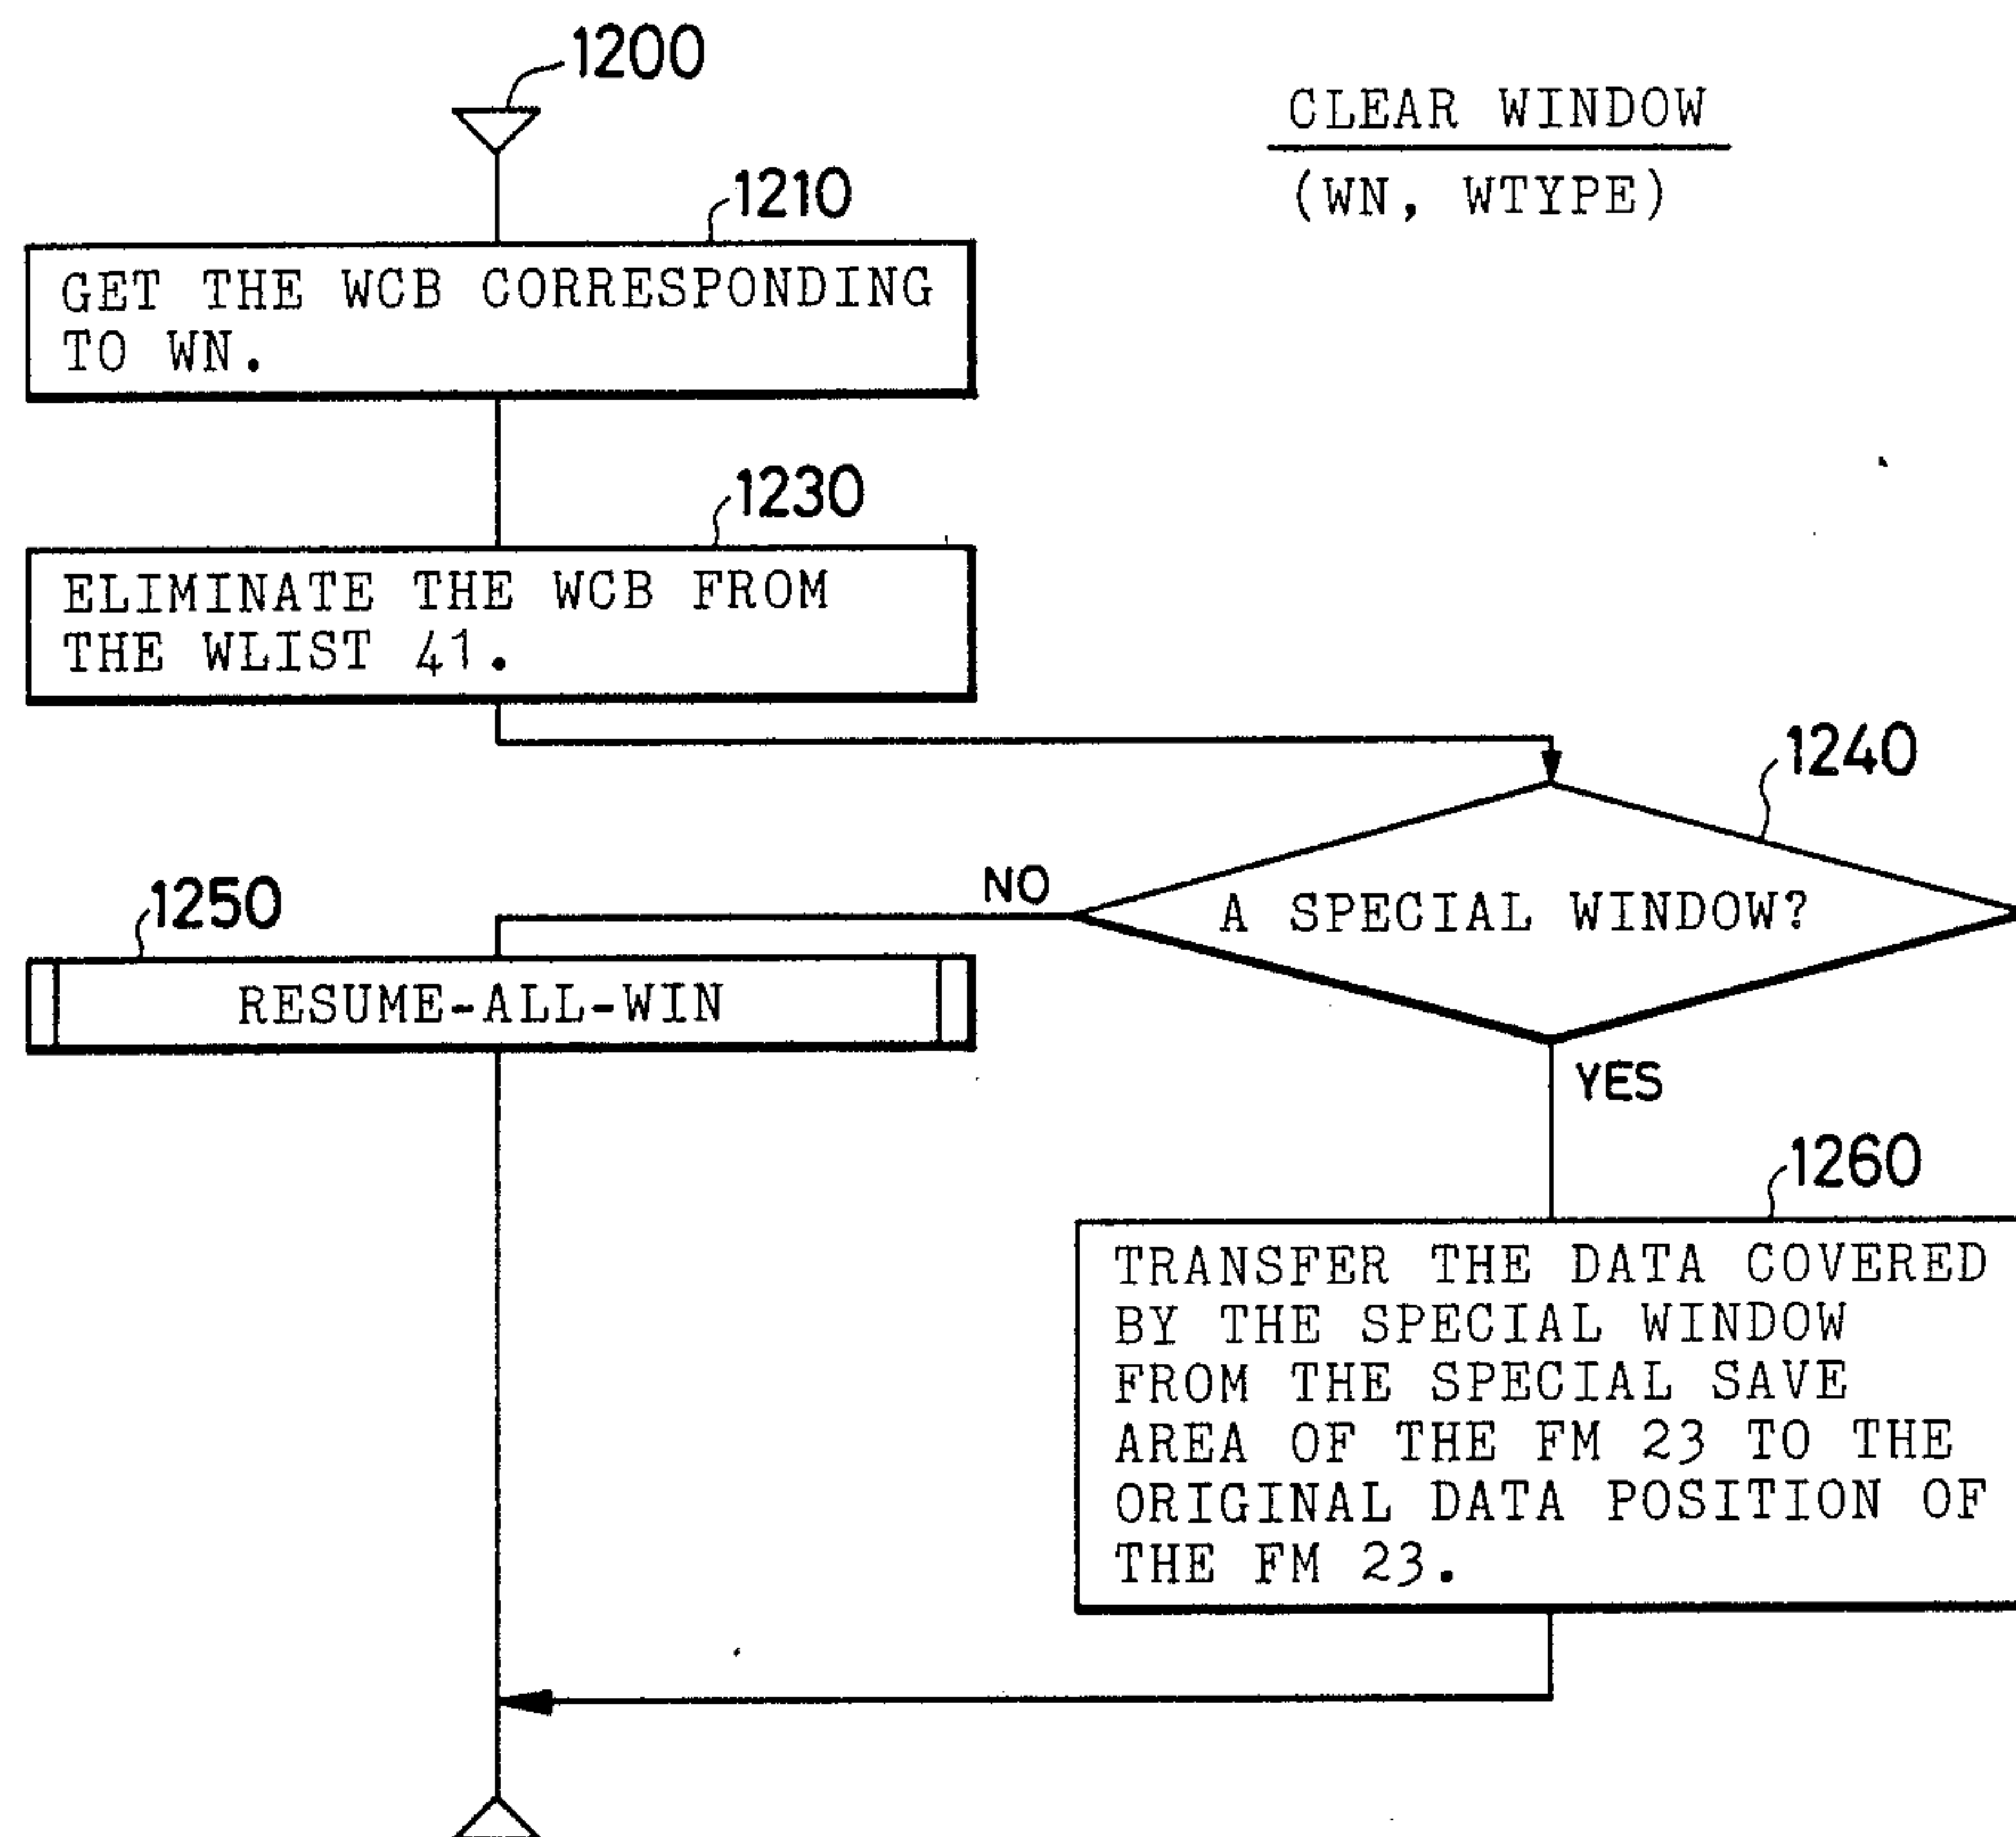 1200
CLEAR WINDOW
(WN, WTYPE)
1210
GET THE WCB CORRESPONDING
TO WN.
1230
ELIMINATE THE WCB FROM
THE WLIST 41.
1240
A SPECIAL WINDOW?
NO
1250
RESUME-ALL-WIN
YES
1260
TRANSFER THE DATA COVERED
BY THE SPECIAL WINDOW
FROM THE SPECIAL SAVE
AREA OF THE FM 23 TO THE
ORIGINAL DATA POSITION OF
THE FM 23.